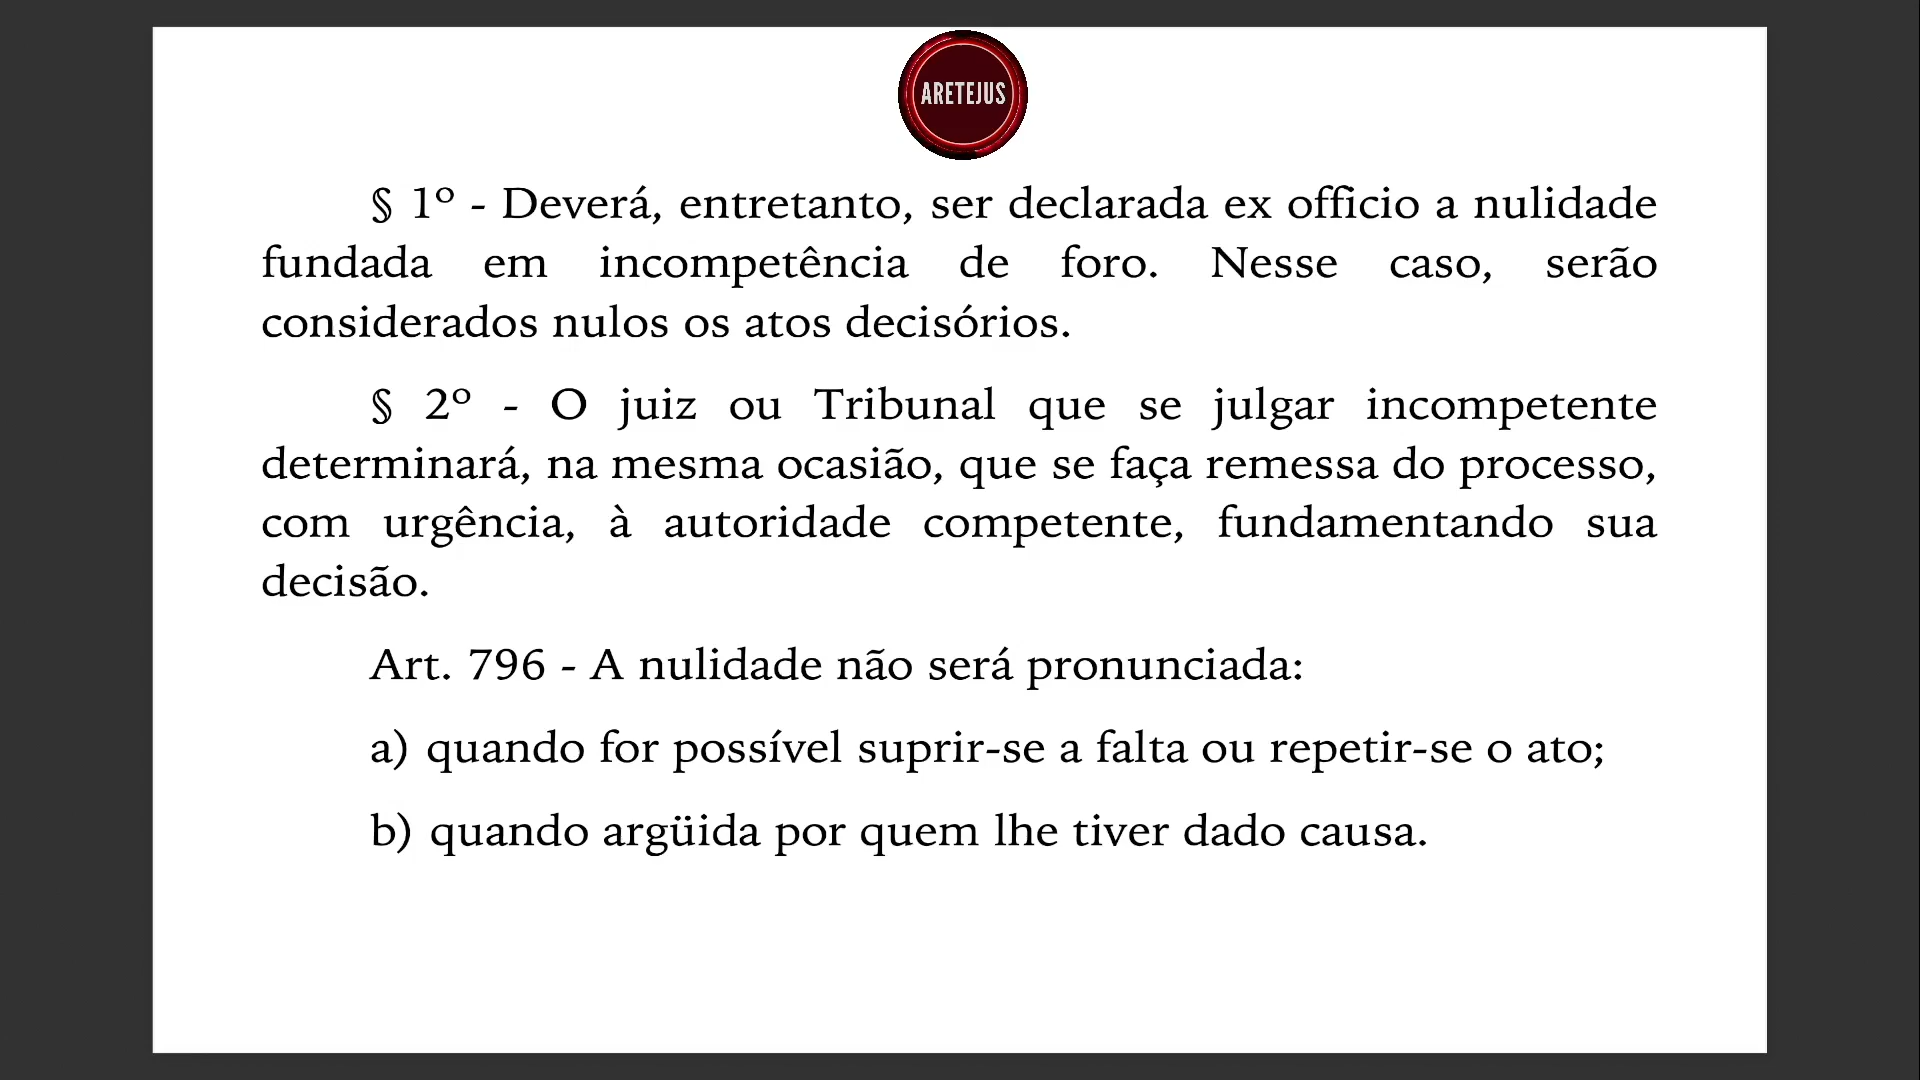 ARETEJUS
§ 1º - Deverá, entretanto, ser declarada ex officio a nulidade
fundada em incompetência de foro. Nesse caso, serão
considerados nulos os atos decisórios.
§ 2º - O juiz ou Tribunal que se julgar incompetente
determinará, na mesma ocasião, que se faça remessa do processo,
com urgência, à autoridade competente, fundamentando sua
decisão.
Art. 796 - A nulidade não será pronunciada:
a) quando for possível suprir-se a falta ou repetir-se o ato;
b) quando argüida por quem lhe tiver dado causa.